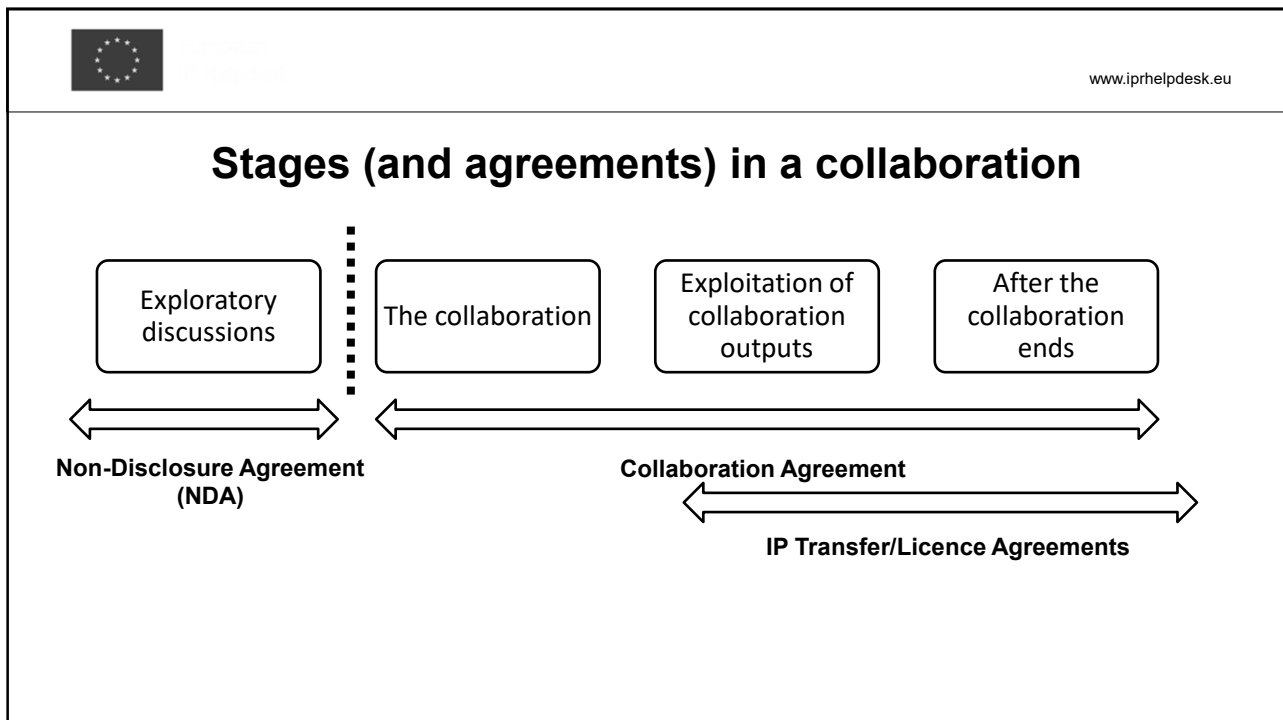 www.iprhelpdesk.eu
Stages (and agreements) in a collaboration
Exploratory
discussions
The collaboration
Exploitation of
collaboration
outputs
After the
collaboration
ends
Non-Disclosure Agreement
(NDA)
Collaboration Agreement
IP Transfer/Licence Agreements